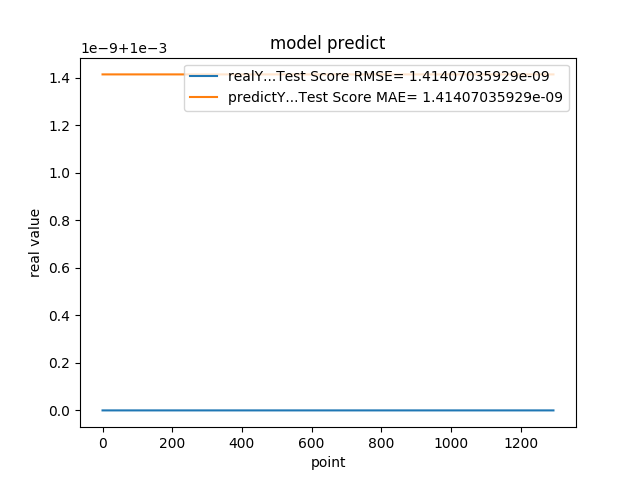 model predict
1e−9+1e−3
realY...Test Score RMSE= 1.41407035929e-09
predictY...Test Score MAE= 1.41407035929e-09
1.4
1.2
1.0
0.8
0.6
0.4
0.2
0.0
real value
0 200 400 600 800 1000 1200
point